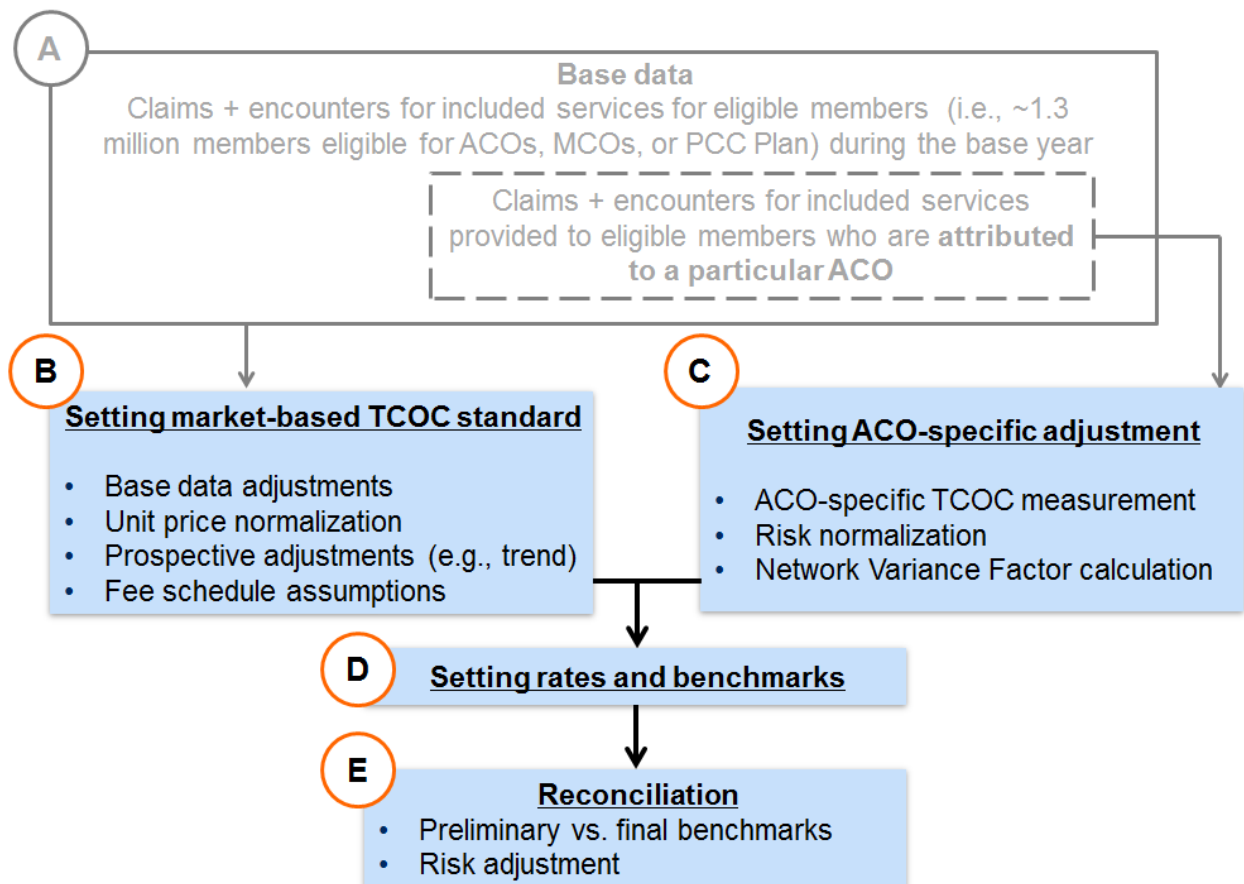 A
Base data
Claims + encounters for included services for eligible members (i.e., ~1.3
million members eligible for ACOs, MCOs, or PCC Plan) during the base year
Claims + encounters for included services
provided to eligible members who are attributed
to a particular ACO
B
Setting market-based TCOC standard
• Base data adjustments
• Unit price normalization
• Prospective adjustments (e.g., trend)
• Fee schedule assumptions
C
Setting ACO-specific adjustment
• ACO-specific TCOC measurement
• Risk normalization
• Network Variance Factor calculation
D
Setting rates and benchmarks
E
Reconciliation
• Preliminary vs. final benchmarks
• Risk adjustment